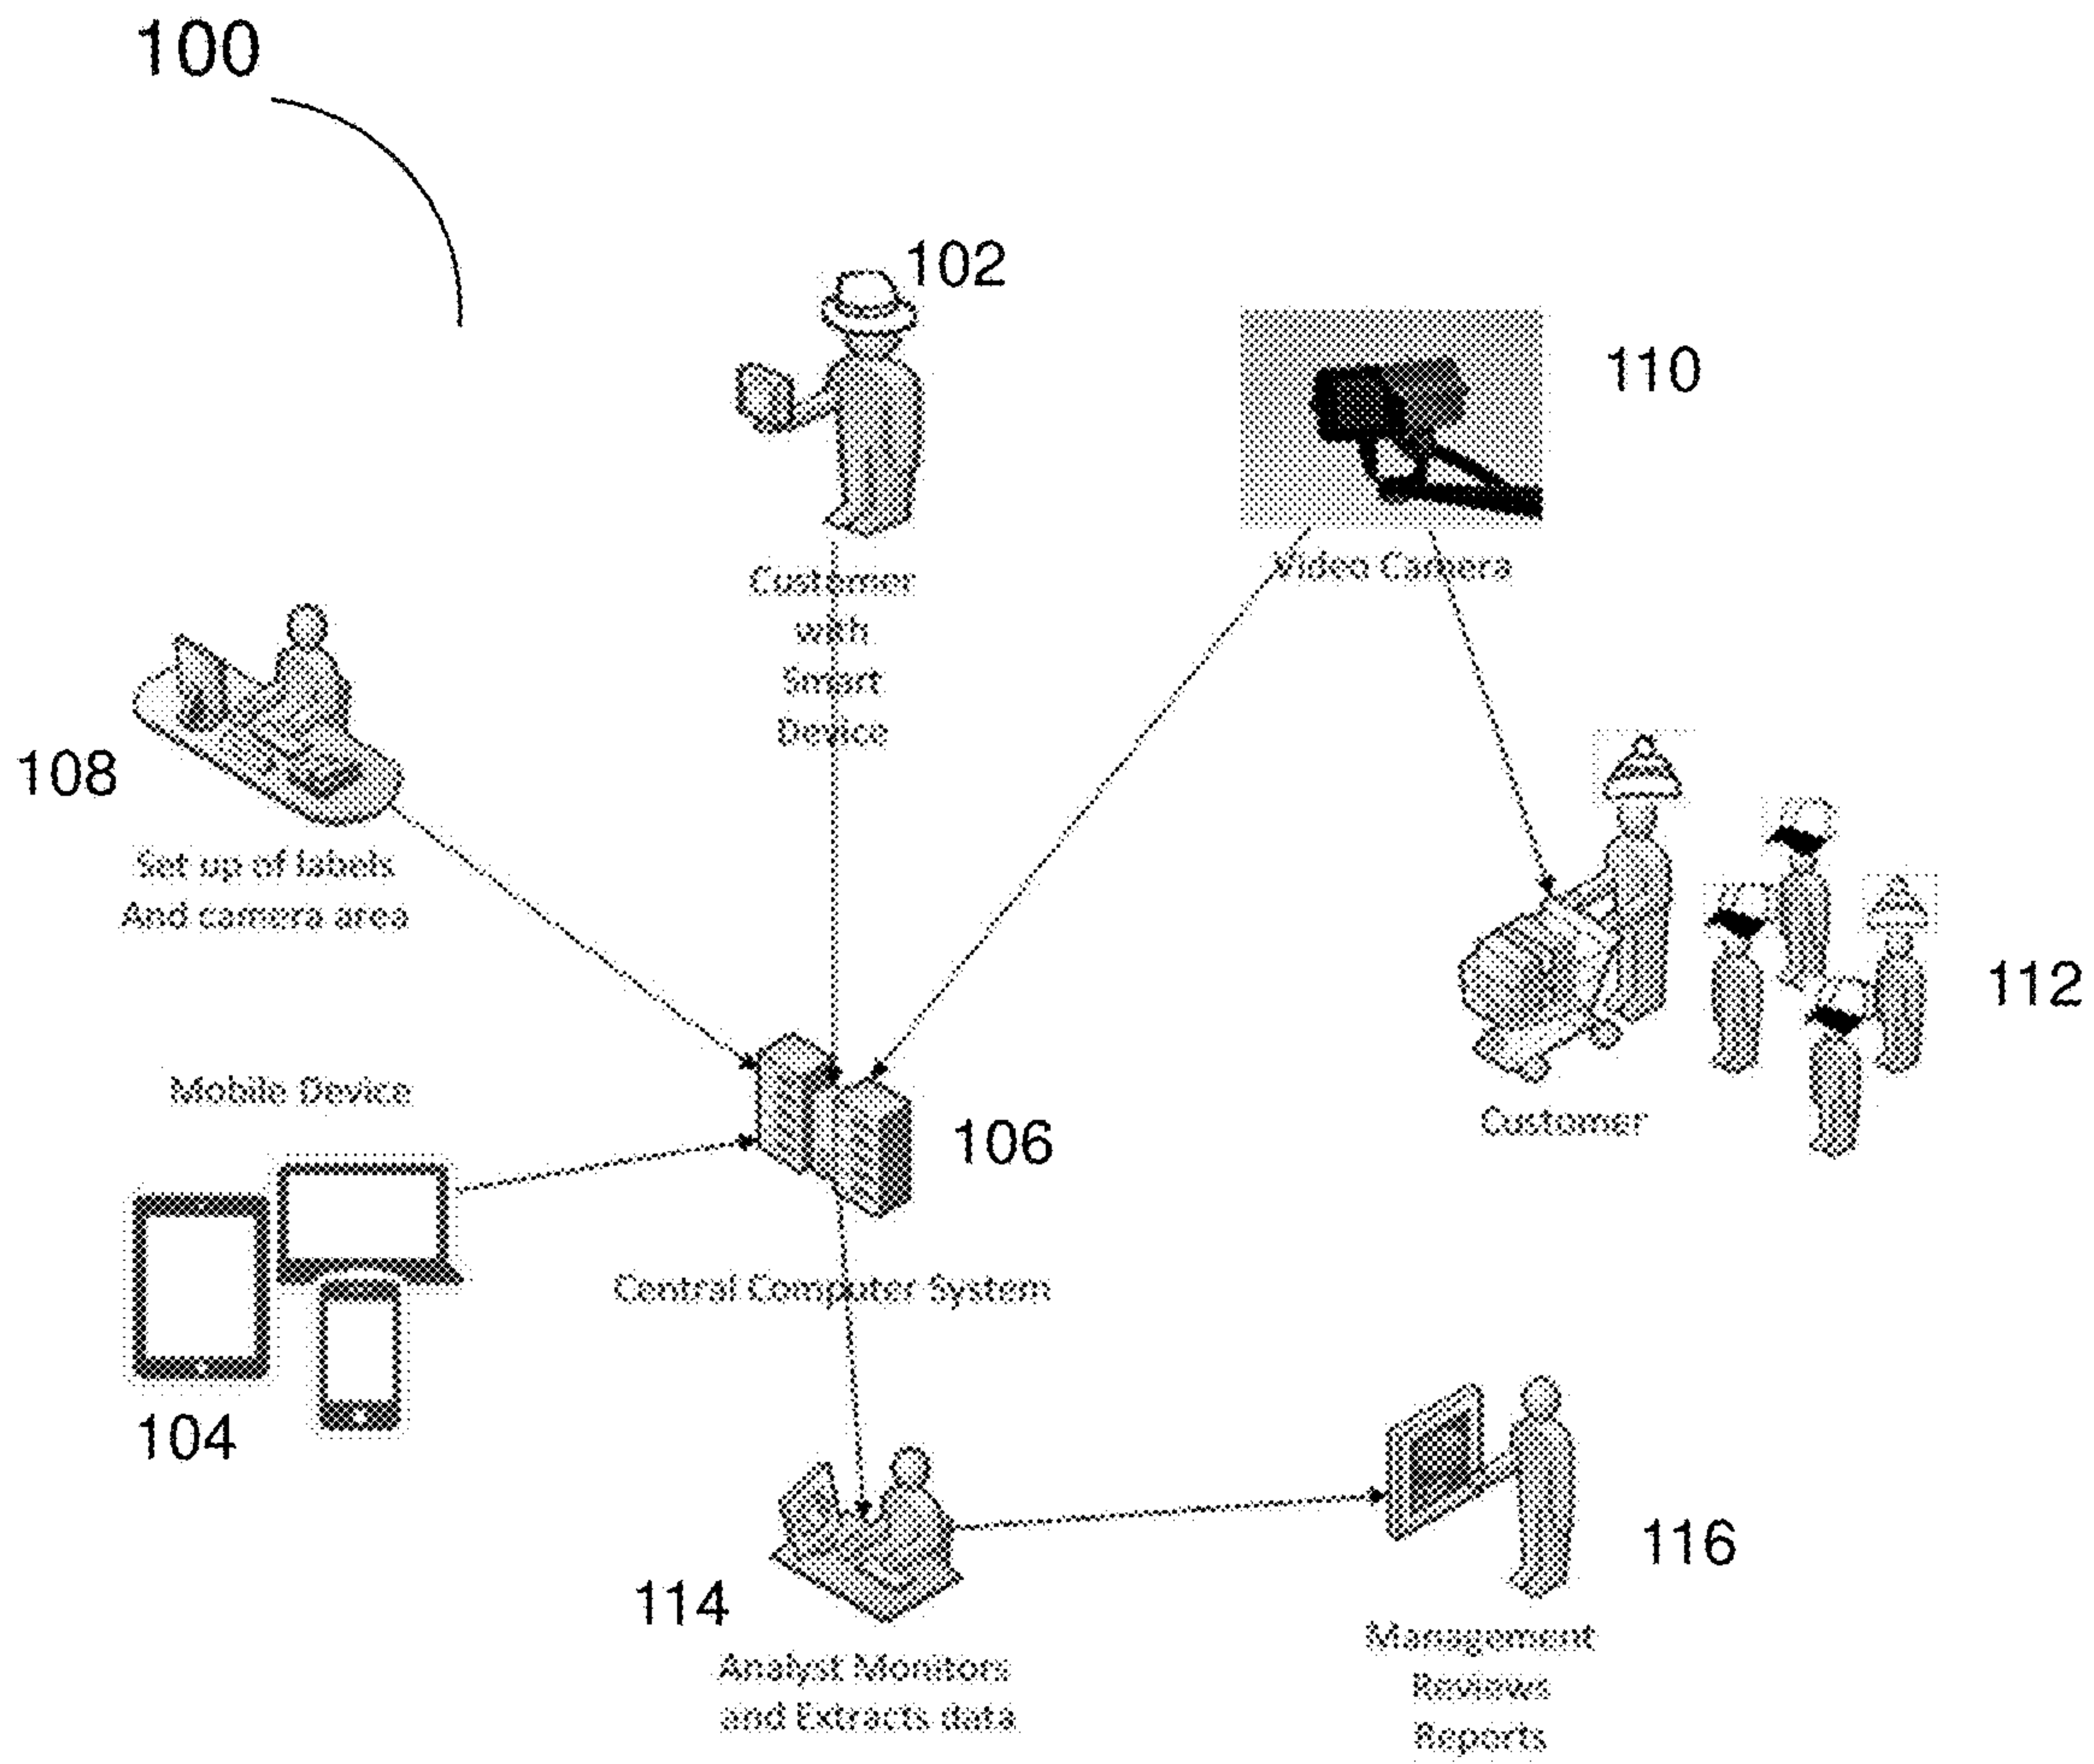 100
102
110
Customer
with
Smart
Device
Video Camera
108
Set up of labels
And camera area
112
Customer
Mobile Device
106
Central Computer System
104
114
Analyst Monitors
and Extracts data
116
Management
Reviews
Reports